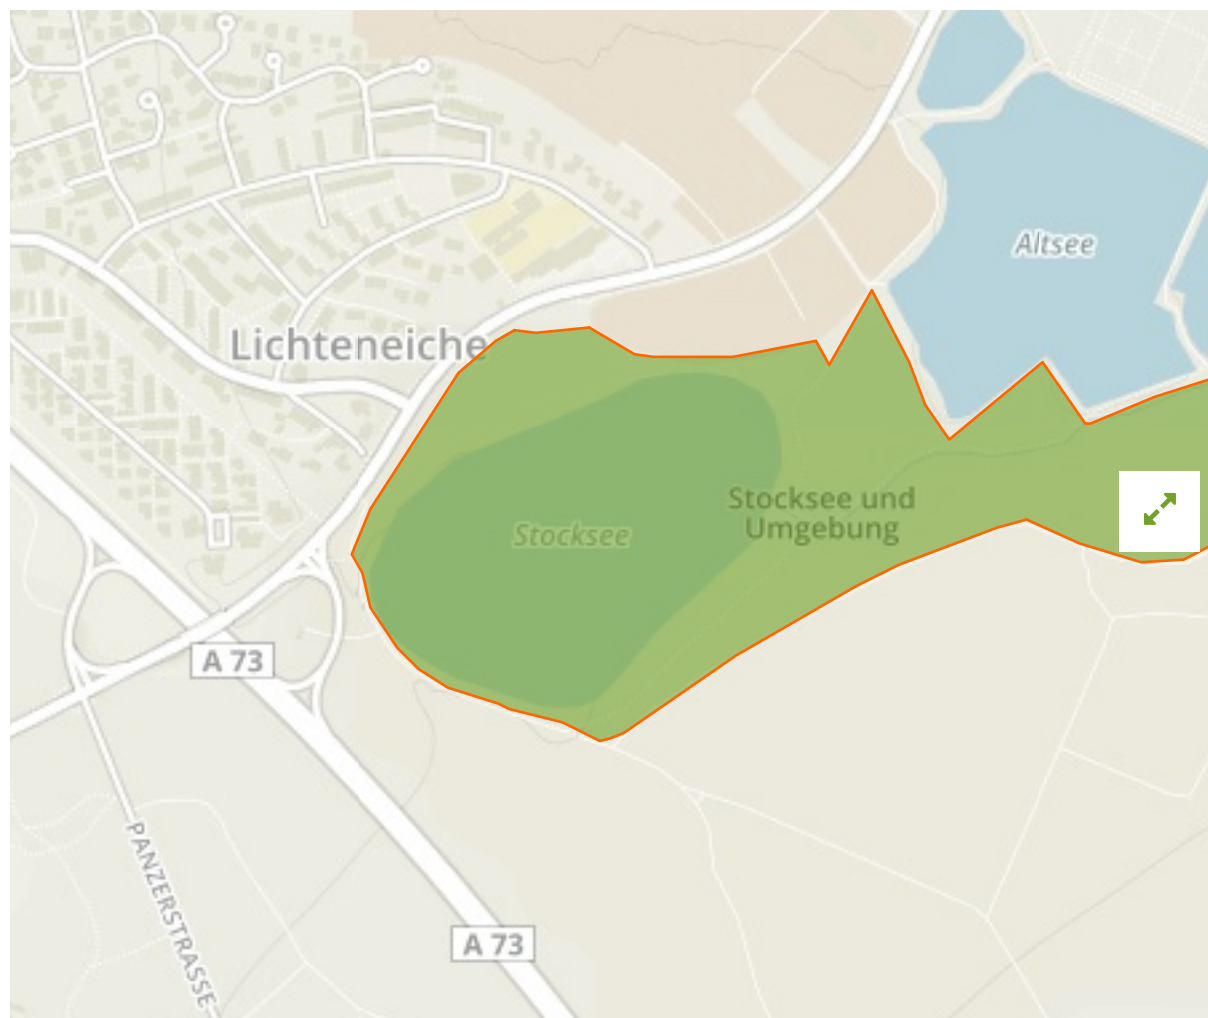 Altsee
Lichteneiche
Stocksee und
Umgebung
Stocksee
A 73
PANZERSTRASSE
A 73